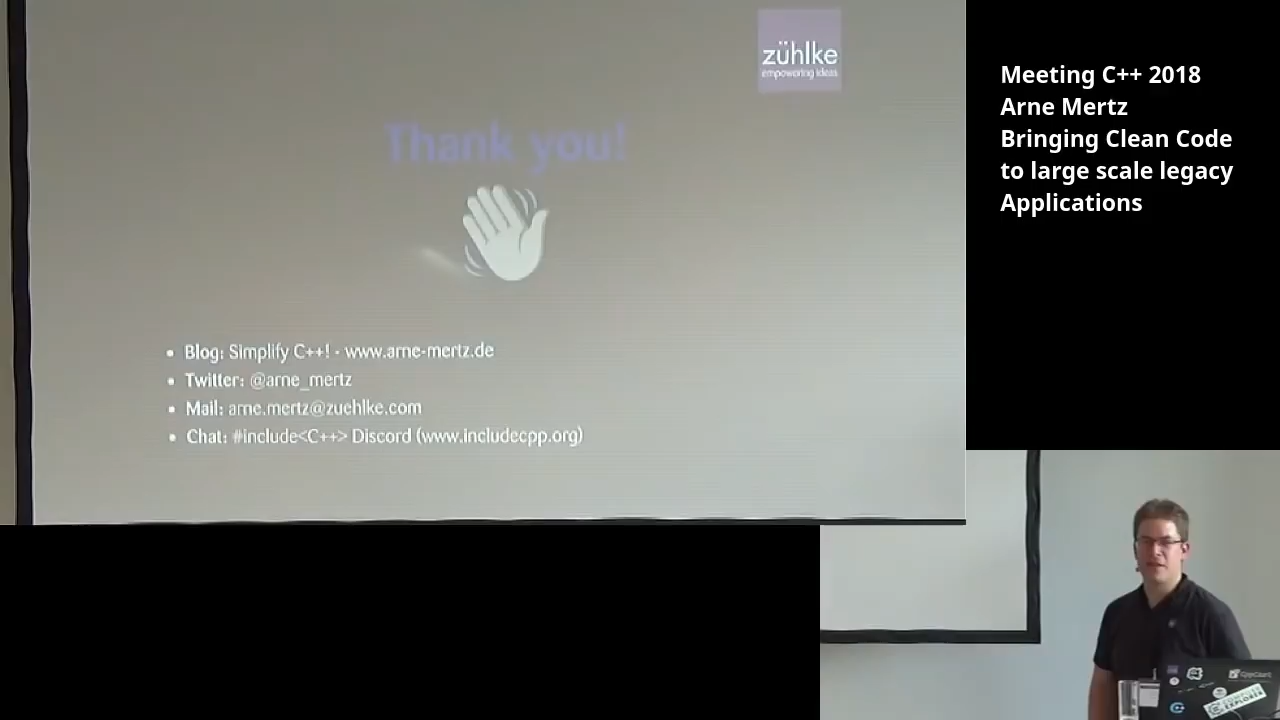 zühlke
empowering ideas
Thank you!
Blog: Simplify C++! - www.arne-mertz.de
Twitter: @arne_mertz
Mail: arne.mertz@zuehlke.com
Chat: #include<C++> Discord (www.includecpp.org)
Meeting C++ 2018
Arne Mertz
Bringing Clean Code
to large scale legacy
Applications
EXPLORER